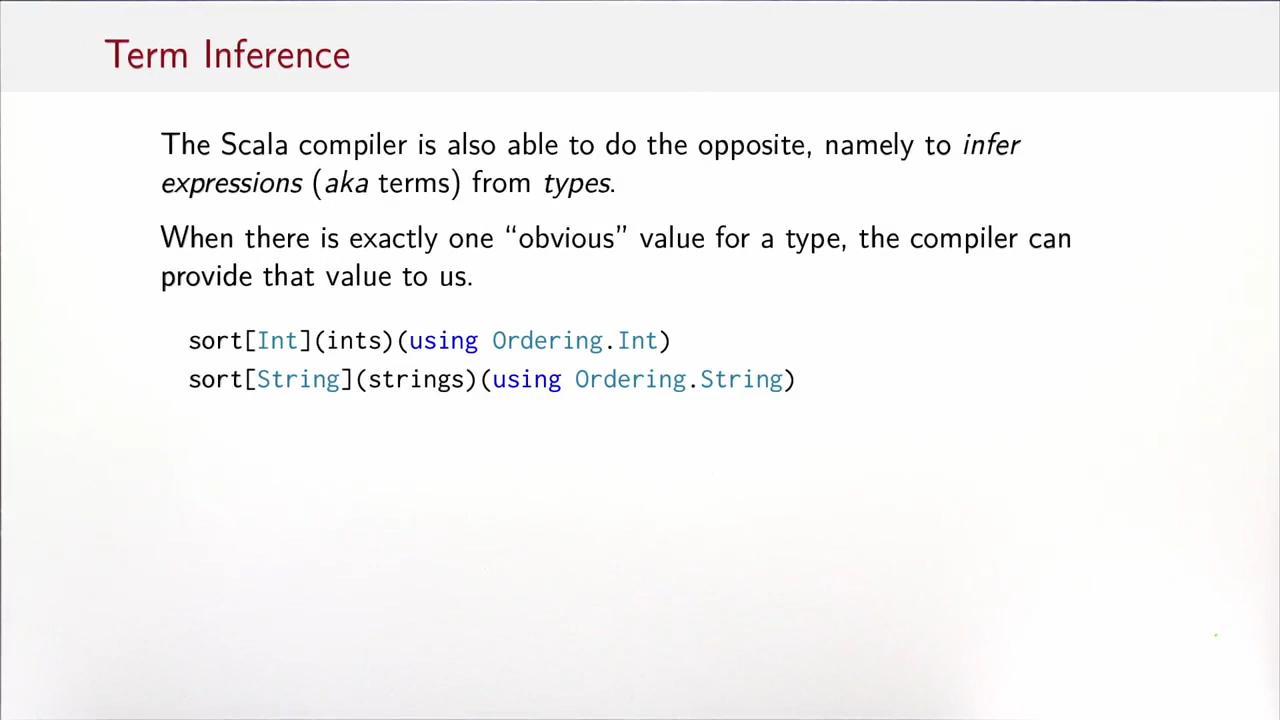 Term Inference
The Scala compiler is also able to do the opposite, namely to infer
expressions (aka terms) from types.
When there is exactly one “obvious” value for a type, the compiler can
provide that value to us.
sort[Int](ints)(using Ordering.Int)
sort[String](strings)(using Ordering.String)